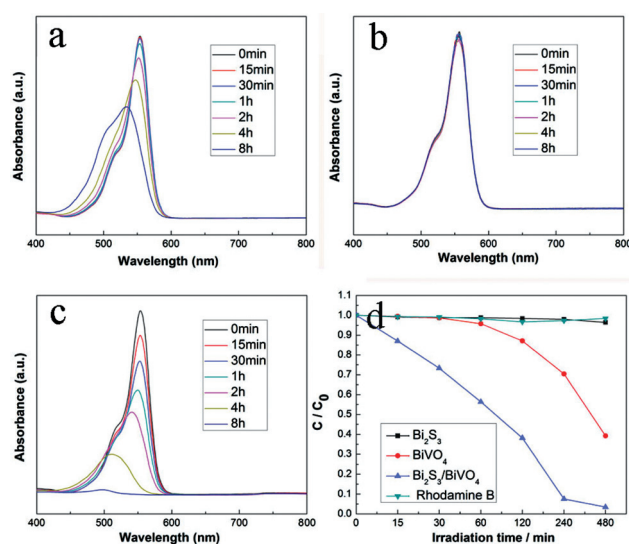 a
0min
15min
30min
1h
2h
4h
8h
Absorbance (a.u.)
400 500 600 700 800
Wavelength (nm)
b
0min
15min
30min
1h
2h
4h
8h
Absorbance (a.u.)
400 500 600 700 800
Wavelength (nm)
c
0min
15min
30min
1h
2h
4h
8h
Absorbance (a.u.)
400 500 600 700 800
Wavelength (nm)
d
1.1
1.0
0.9
0.8
0.7
0.6
0.5
0.4
0.3
0.2
0.1
0.0
C / C₀
Bi₂S₃
BiVO₄
Bi₂S₃/BiVO₄
Rhodamine B
0 15 30 60 120 240 480
Irradiation time / min